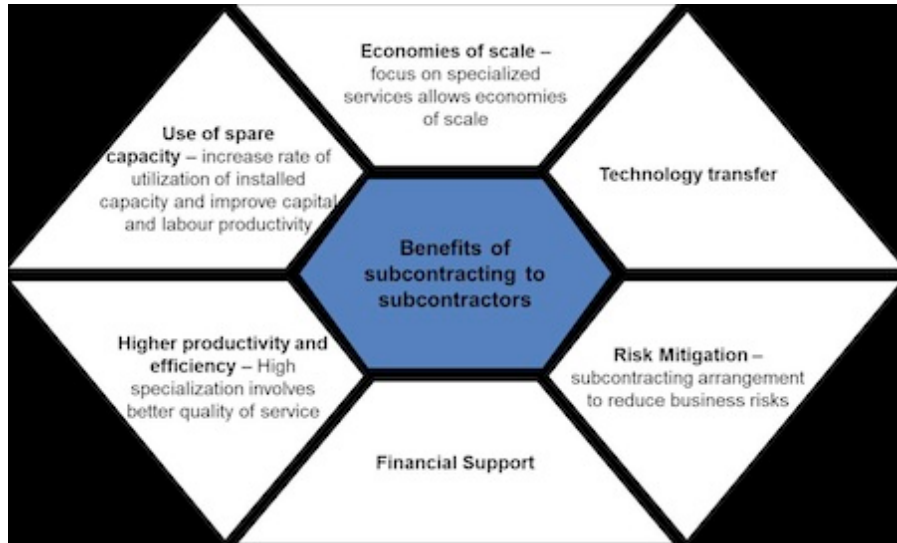 Economies of scale –
focus on specialized
services allows economies
of scale
Use of spare
capacity – increase rate of
utilization of installed
capacity and improve capital
and labour productivity
Technology transfer
Benefits of
subcontracting to
subcontractors
Higher productivity and
efficiency – High
specialization involves
better quality of service
Risk Mitigation –
subcontracting arrangement
to reduce business risks
Financial Support